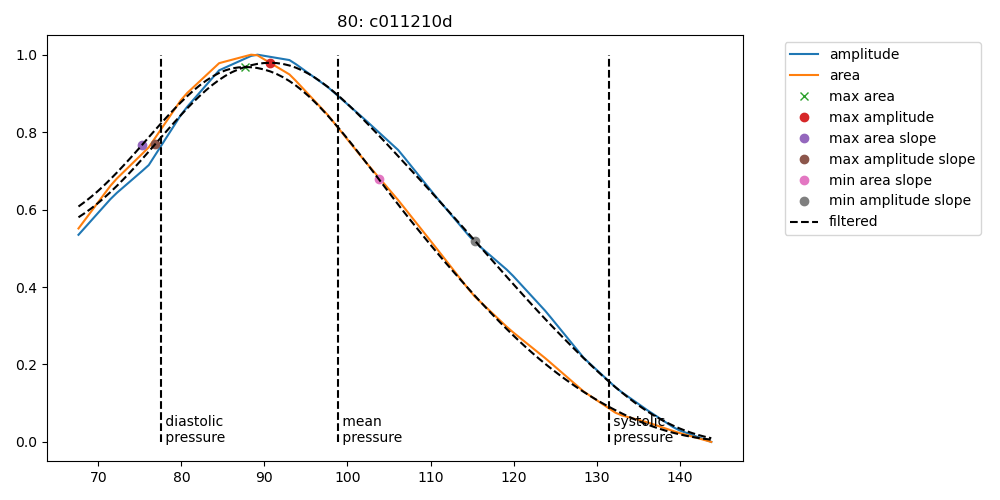 80: c011210d
1.0
0.8
0.6
0.4
0.2
0.0
70
80
90
100
110
120
130
140
diastolic
pressure
mean
pressure
systolic
pressure
amplitude
area
max area
max amplitude
max area slope
max amplitude slope
min area slope
min amplitude slope
filtered